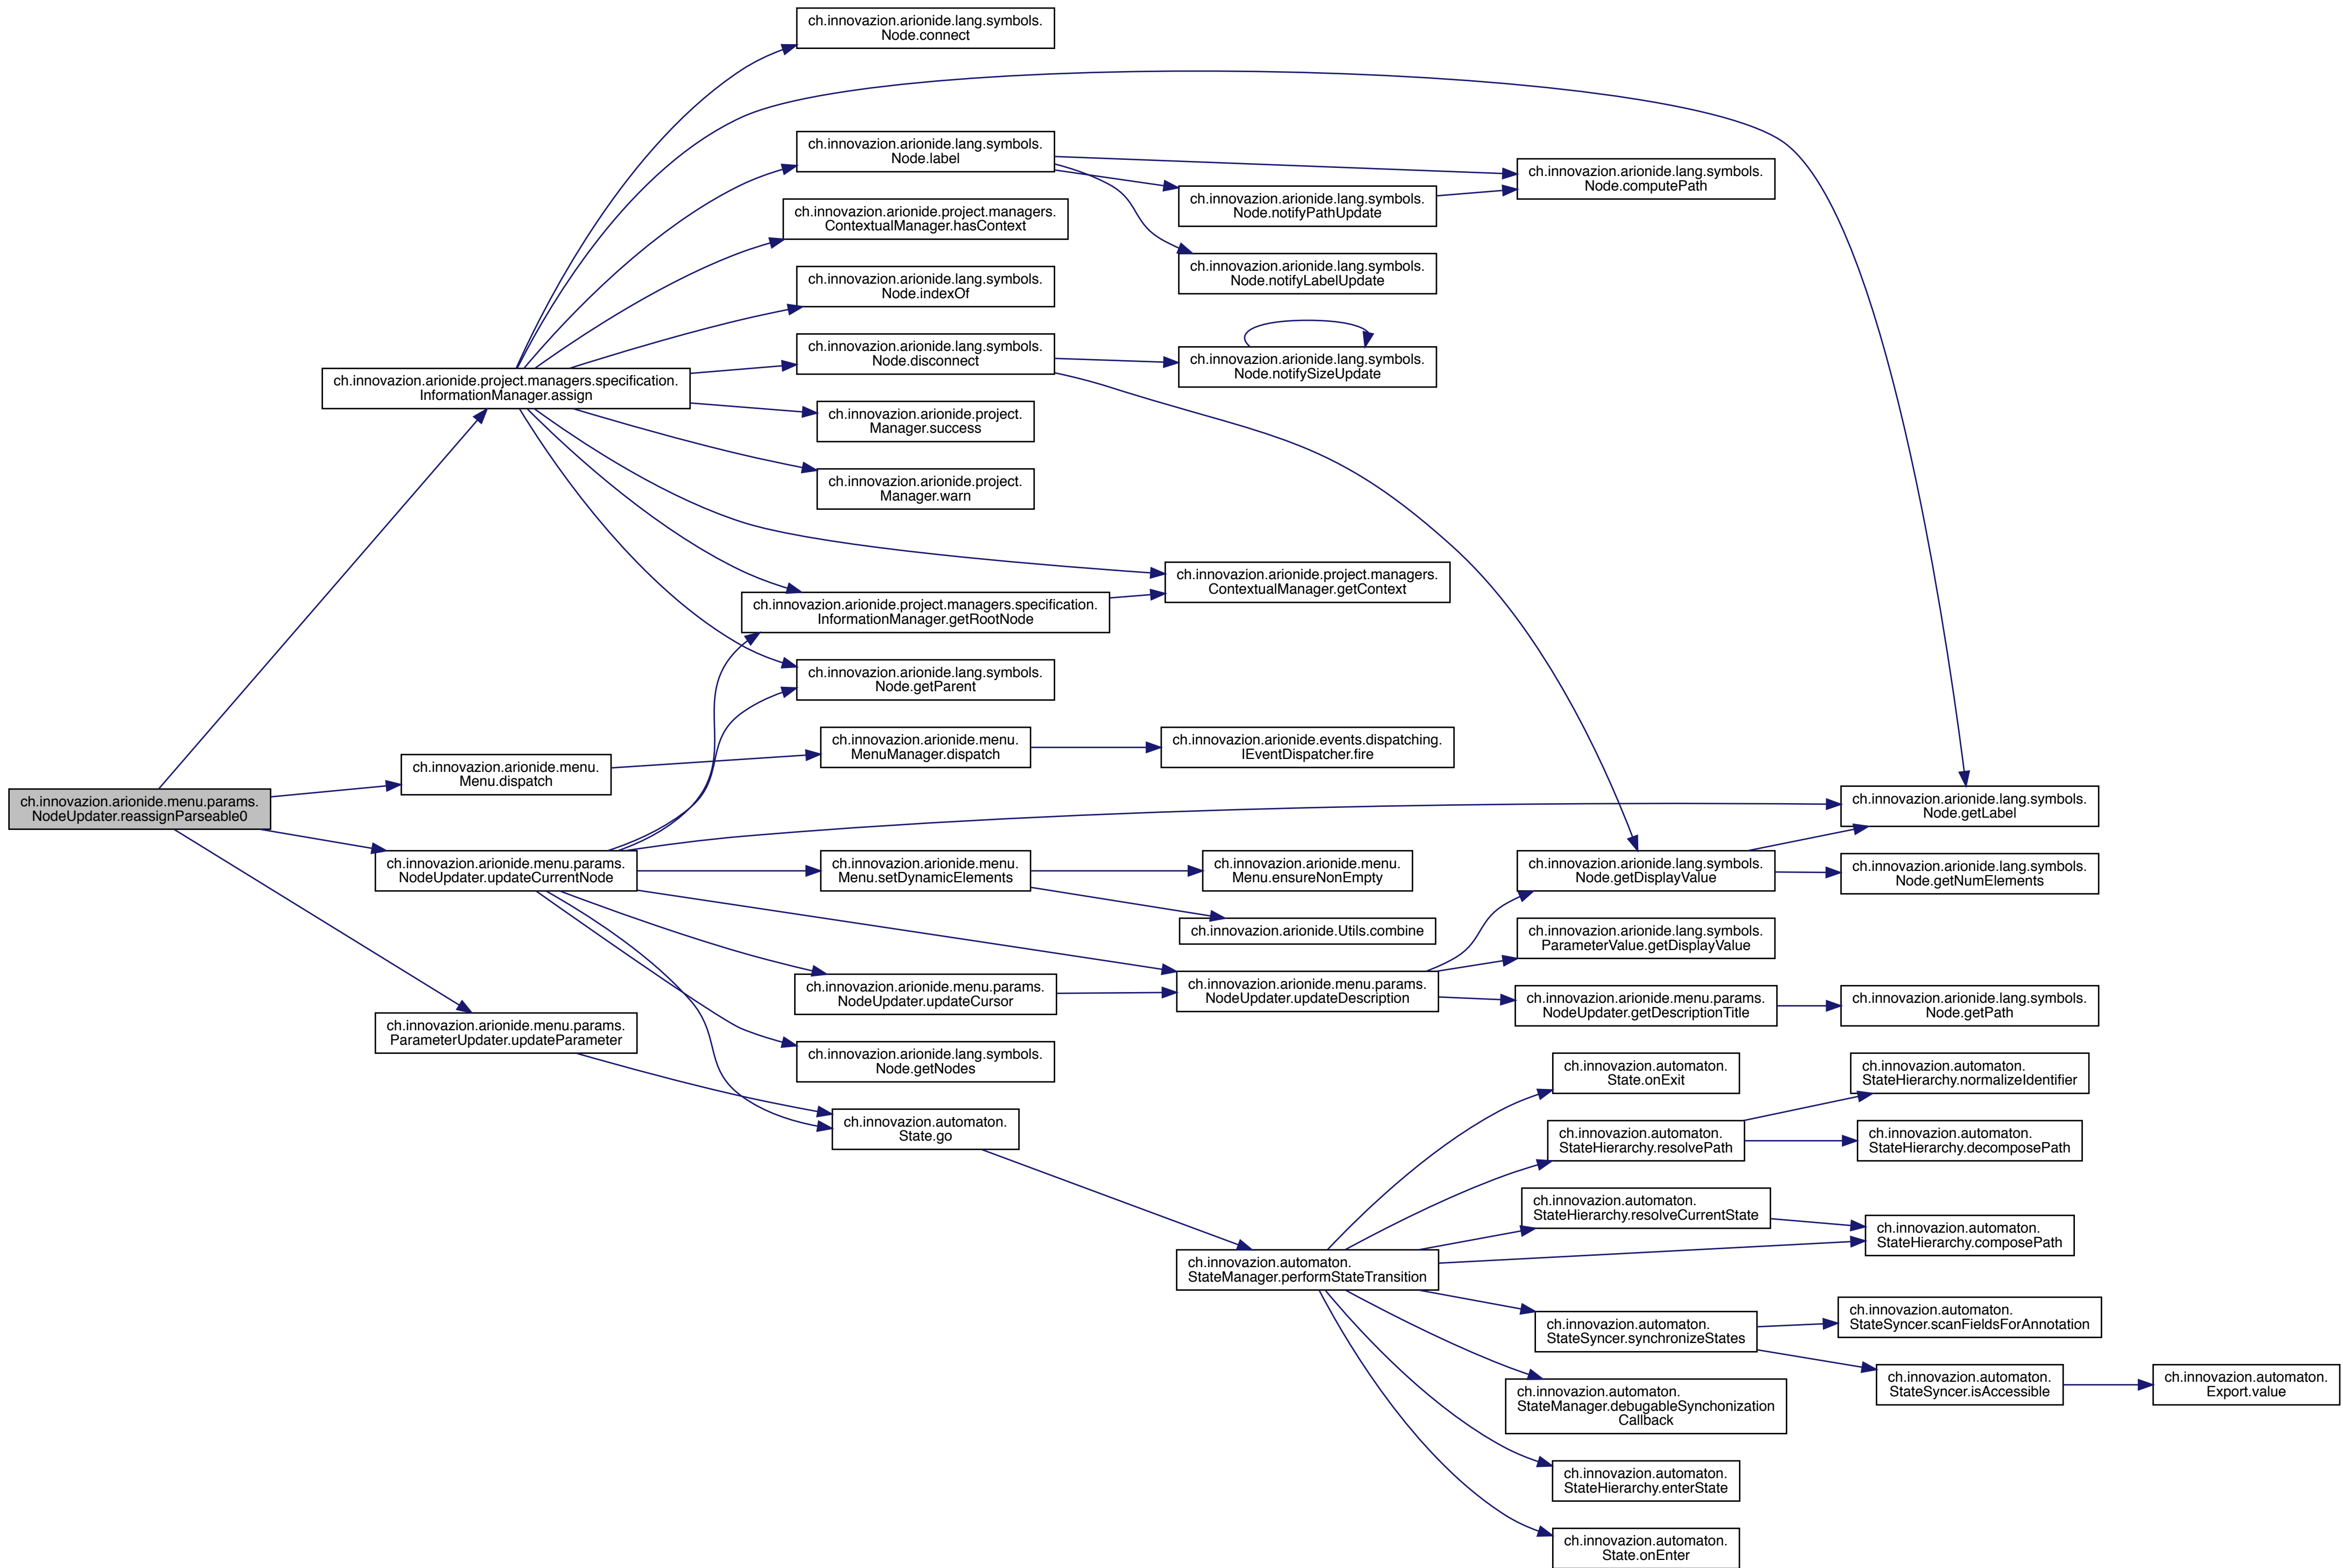 ch.innovazion.arionide.lang.symbols.
Node.connect
ch.innovazion.arionide.lang.symbols.
Node.label
ch.innovazion.arionide.lang.symbols.
Node.computePath
ch.innovazion.arionide.lang.symbols.
Node.notifyPathUpdate
ch.innovazion.arionide.project.managers.
ContextualManager.hasContext
ch.innovazion.arionide.lang.symbols.
Node.notifyLabelUpdate
ch.innovazion.arionide.lang.symbols.
Node.indexOf
ch.innovazion.arionide.lang.symbols.
Node.disconnect
ch.innovazion.arionide.lang.symbols.
Node.notifySizeUpdate
ch.innovazion.arionide.project.managers.specification.
InformationManager.assign
ch.innovazion.arionide.project.
Manager.success
ch.innovazion.arionide.project.
Manager.warn
ch.innovazion.arionide.project.managers.
ContextualManager.getContext
ch.innovazion.arionide.project.managers.specification.
InformationManager.getRootNode
ch.innovazion.arionide.lang.symbols.
Node.getParent
ch.innovazion.arionide.menu.
MenuManager.dispatch
ch.innovazion.arionide.events.dispatching.
IEventDispatcher.fire
ch.innovazion.arionide.menu.
Menu.dispatch
ch.innovazion.arionide.menu.params.
NodeUpdater.reassignParseable0
ch.innovazion.arionide.lang.symbols.
Node.getLabel
ch.innovazion.arionide.menu.params.
NodeUpdater.updateCurrentNode
ch.innovazion.arionide.menu.
Menu.setDynamicElements
ch.innovazion.arionide.menu.
Menu.ensureNonEmpty
ch.innovazion.arionide.lang.symbols.
Node.getDisplayValue
ch.innovazion.arionide.lang.symbols.
Node.getNumElements
ch.innovazion.arionide.Utils.combine
ch.innovazion.arionide.lang.symbols.
ParameterValue.getDisplayValue
ch.innovazion.arionide.menu.params.
NodeUpdater.updateCursor
ch.innovazion.arionide.menu.params.
NodeUpdater.updateDescription
ch.innovazion.arionide.menu.params.
NodeUpdater.getDescriptionTitle
ch.innovazion.arionide.lang.symbols.
Node.getPath
ch.innovazion.arionide.menu.params.
ParameterUpdater.updateParameter
ch.innovazion.arionide.lang.symbols.
Node.getNodes
ch.innovazion.automaton.
State.onExit
ch.innovazion.automaton.
StateHierarchy.normalizeIdentifier
ch.innovazion.automaton.
State.go
ch.innovazion.automaton.
StateHierarchy.resolvePath
ch.innovazion.automaton.
StateHierarchy.decomposePath
ch.innovazion.automaton.
StateHierarchy.resolveCurrentState
ch.innovazion.automaton.
StateHierarchy.composePath
ch.innovazion.automaton.
StateManager.performStateTransition
ch.innovazion.automaton.
StateSyncer.synchronizeStates
ch.innovazion.automaton.
StateSyncer.scanFieldsForAnnotation
ch.innovazion.automaton.
StateSyncer.isAccessible
ch.innovazion.automaton.
Export.value
ch.innovazion.automaton.
StateManager.debugableSynchonization
Callback
ch.innovazion.automaton.
StateHierarchy.enterState
ch.innovazion.automaton.
State.onEnter